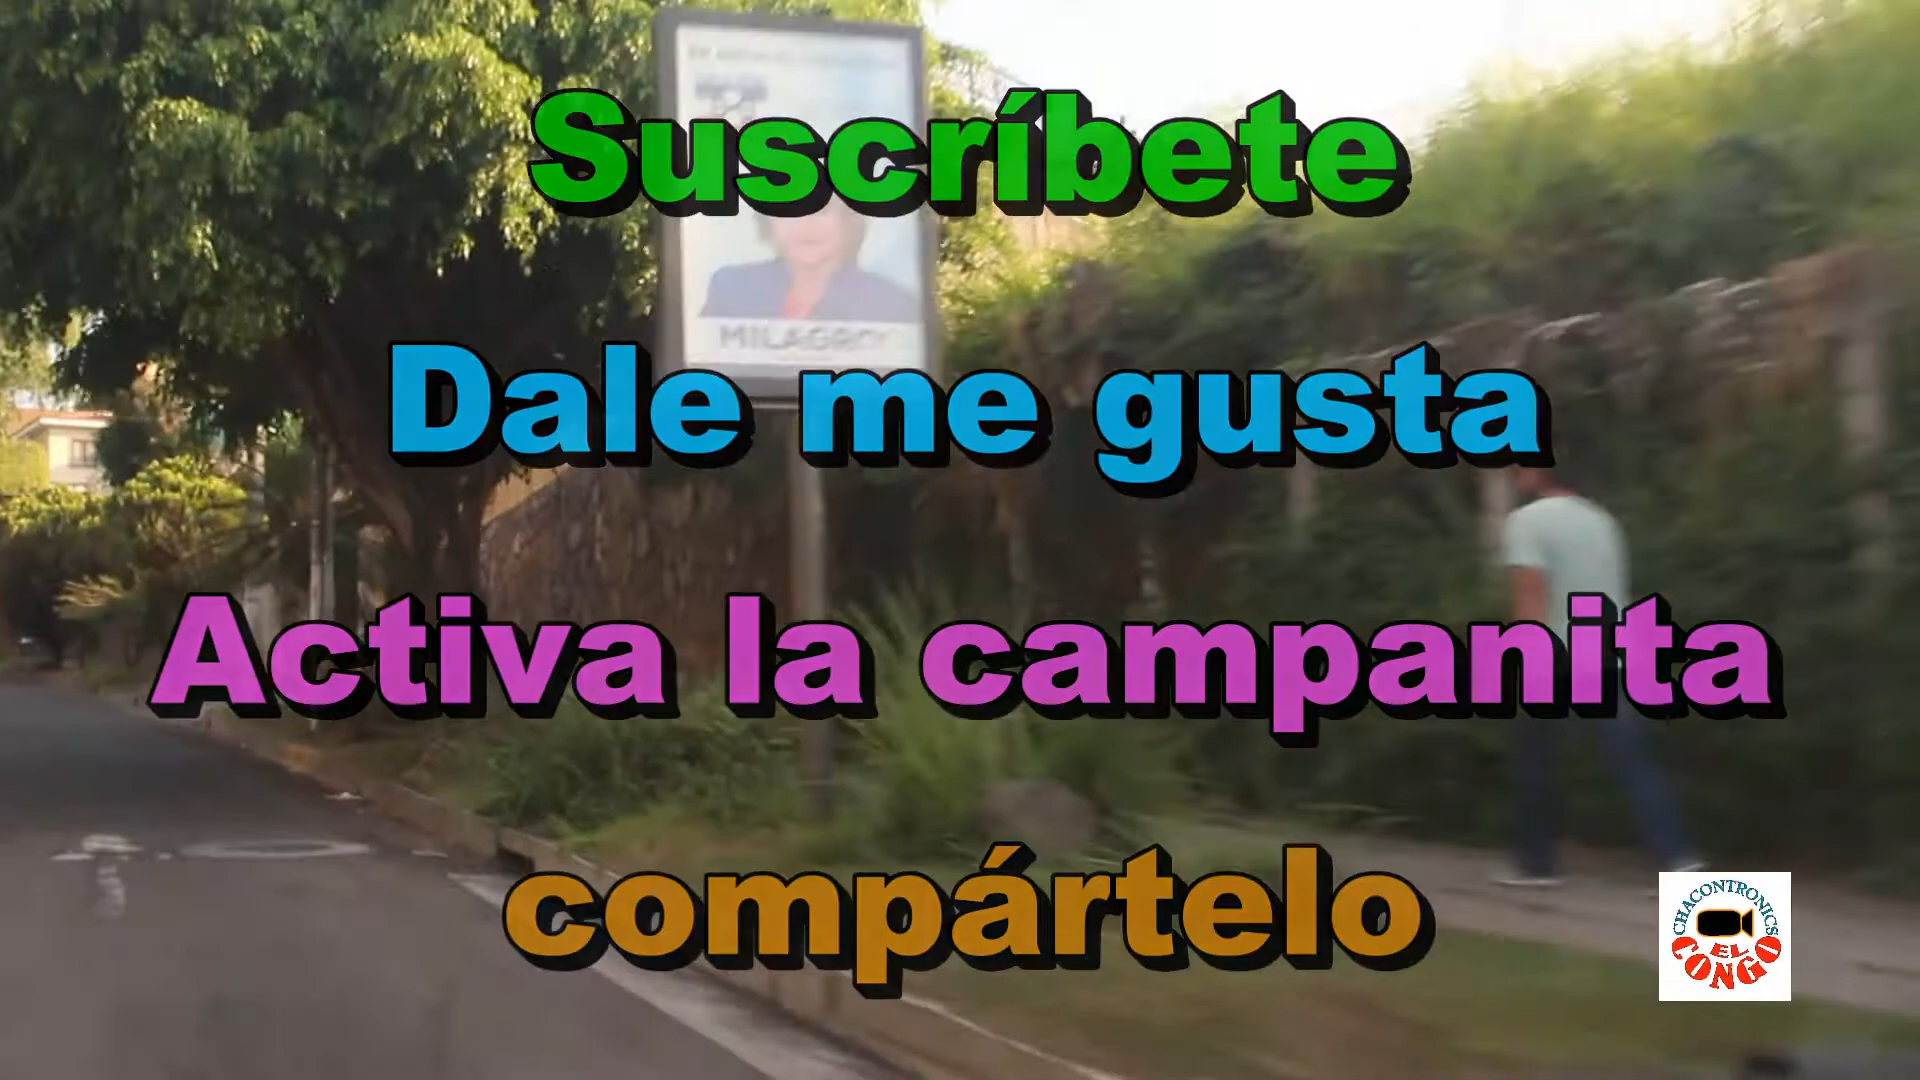 Suscríbete
MILAGRO
Dale me gusta
Activa la campanita
compártelo
CHACONTRONICS
EL
CONGO